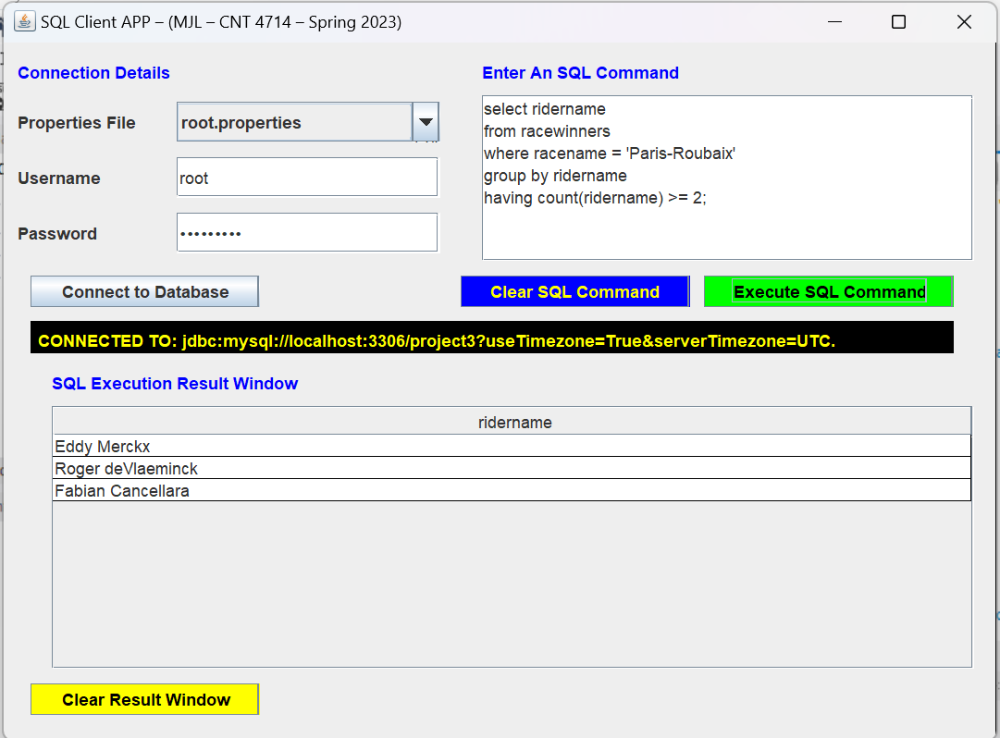 SQL Client APP – (MJL – CNT 4714 – Spring 2023)
Connection Details
Properties File
root.properties
Username
root
Password
•••••••••
Enter An SQL Command
select ridername
from racewinners
where racename = 'Paris-Roubaix'
group by ridername
having count(ridername) >= 2;
Connect to Database
Clear SQL Command
Execute SQL Command
CONNECTED TO: jdbc:mysql://localhost:3306/project3?useTimezone=True&serverTimezone=UTC.
SQL Execution Result Window
ridername
Eddy Merckx
Roger deVlaeminck
Fabian Cancellara
Clear Result Window